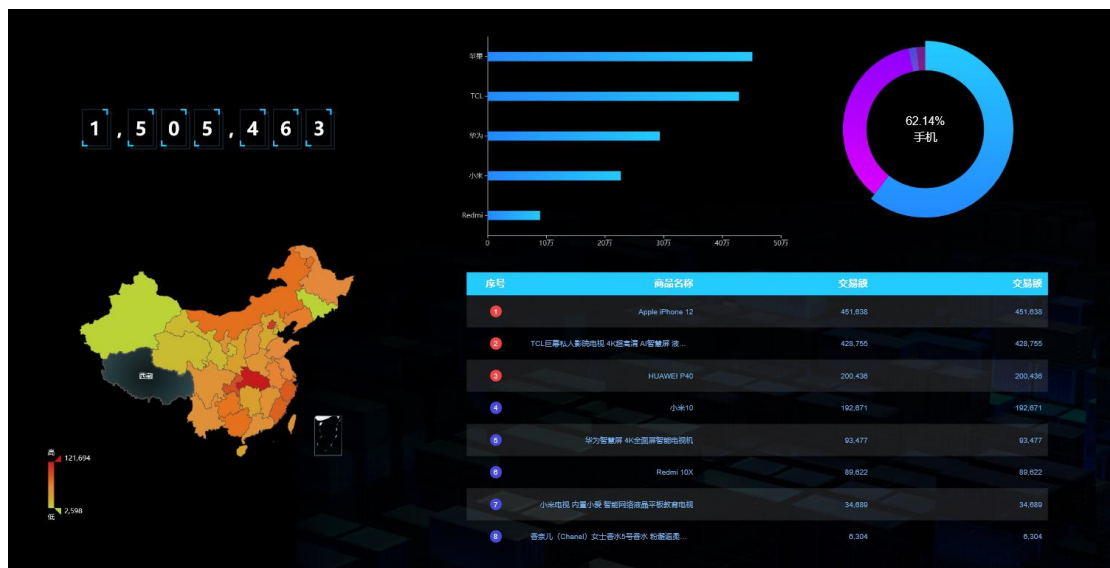 1,505,463
苹果
TCL
华为
小米
Redmi
0 10万 20万 30万 40万 50万
62.14%
手机
西藏
高
121,694
2,598
低
序号 商品名称 交易额 交易额
1 Apple iPhone 12 451,638 451,638
2 TCL巨幕私人影院电视 4K超高清 AI智慧屏 液... 428,755 428,755
3 HUAWEI P40 200,436 200,436
4 小米10 192,671 192,671
5 华为智慧屏 4K全面屏智能电视机 93,477 93,477
6 Redmi 10X 89,622 89,622
7 小米电视 内置小爱 智能网络液晶平板教育电视 34,689 34,689
8 香奈儿（Chanel）女士香水5号香水 粉邂逅柔... 6,304 6,304